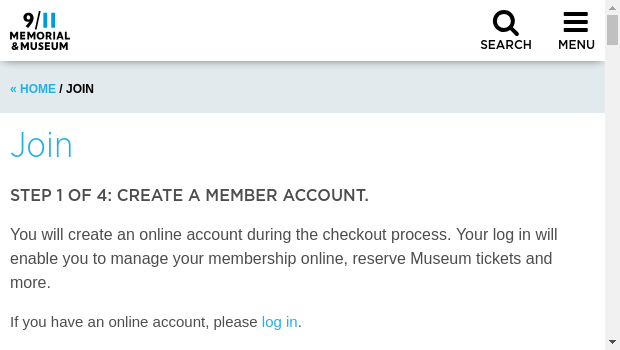 9/11
MEMORIAL
& MUSEUM
SEARCH
MENU
« HOME / JOIN
Join
STEP 1 OF 4: CREATE A MEMBER ACCOUNT.
You will create an online account during the checkout process. Your log in will
enable you to manage your membership online, reserve Museum tickets and
more.
If you have an online account, please log in.